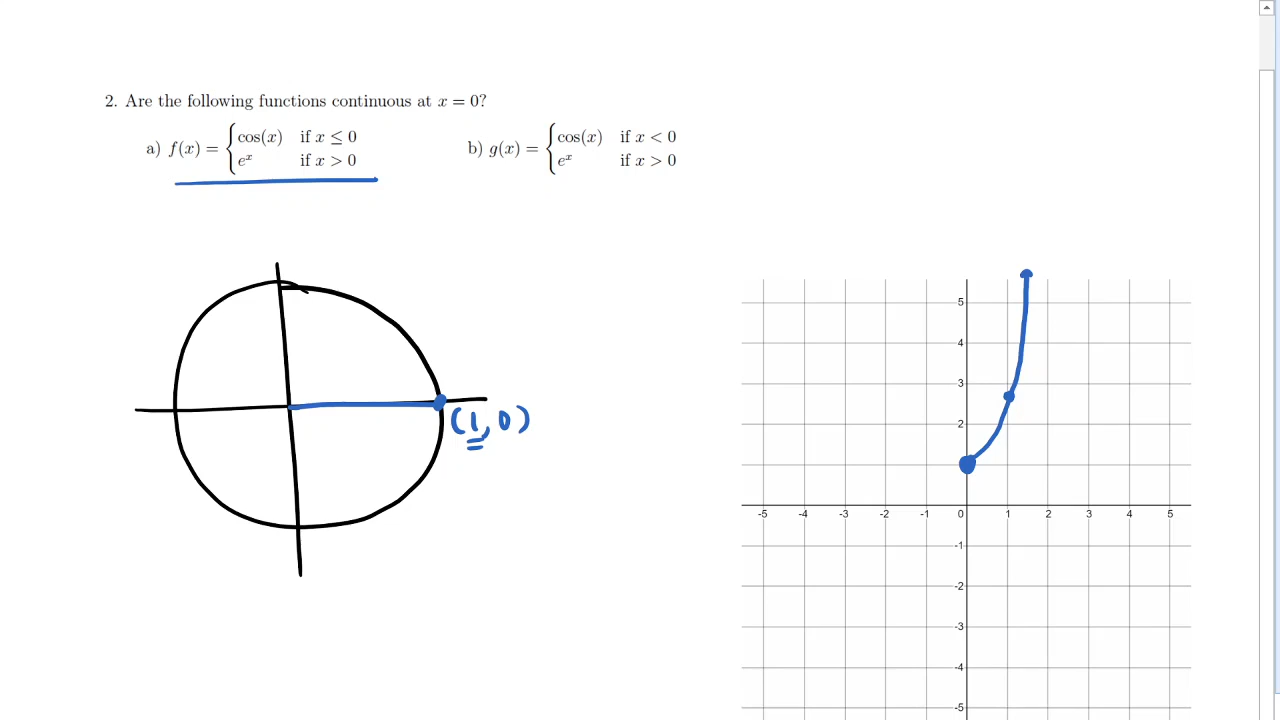 2. Are the following functions continuous at x = 0?
a) f(x) = { cos(x) if x ≤ 0
e^x if x > 0
b) g(x) = { cos(x) if x < 0
e^x if x > 0
(1, 0)
5
4
3
2
-5 -4 -3 -2 -1 0 1 2 3 4 5
-1
-2
-3
-4
-5